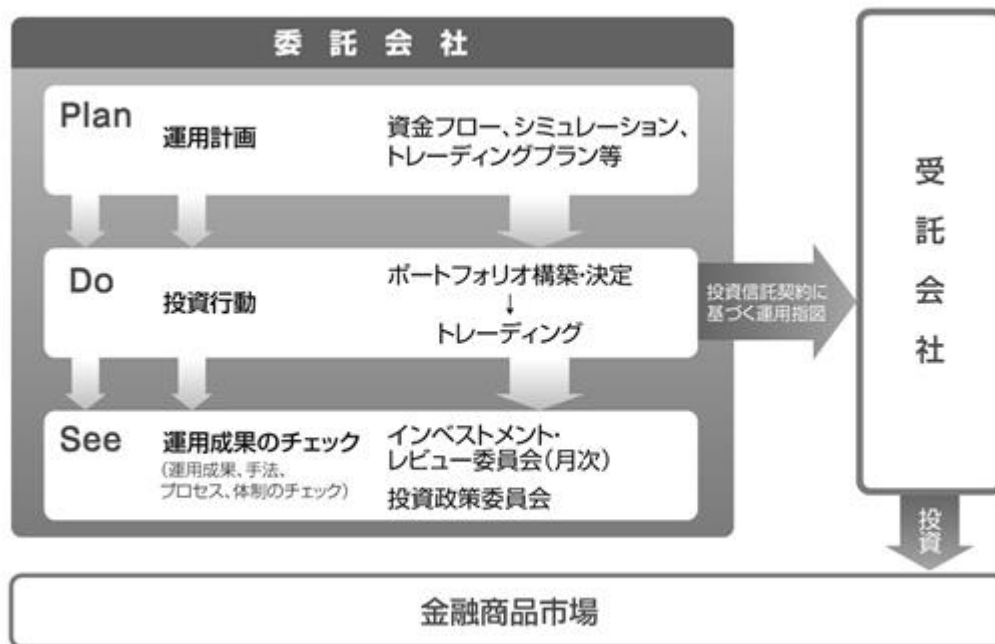 委託会社
Plan
運用計画
資金フロー、シミュレーション、
トレーディングプラン等
Do
投資行動
ポートフォリオ構築・決定
↓
トレーディング
投資信託契約に
基づく運用指図
See
運用成果のチェック
(運用成果、手法、
プロセス、体制のチェック)
インベストメント・
レビュー委員会(月次)
投資政策委員会
受託会社
投資
金融商品市場